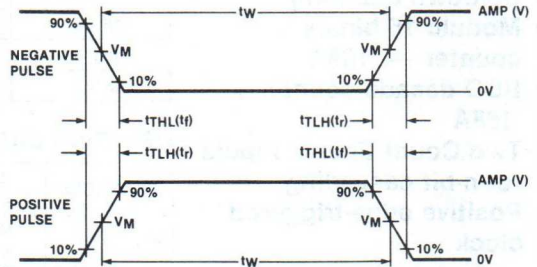 90% tW 90% AMP (V)
NEGATIVE PULSE VM VM
10% 10% 0V
tTHL(tf) tTLH(tr)
tTLH(tr) tTHL(tf)
90% 90% AMP (V)
POSITIVE PULSE VM VM
10% 10% 0V
tW